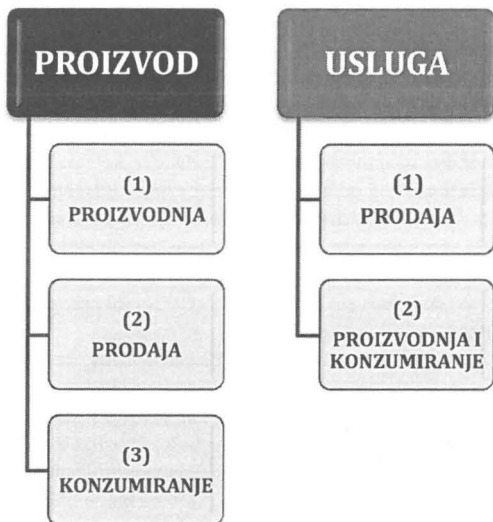 PROIZVOD
(1)
PROIZVODNJA
(2)
PRODAJA
(3)
KONZUMIRANJE
USLUGA
(1)
PRODAJA
(2)
PROIZVODNJA I
KONZUMIRANJE